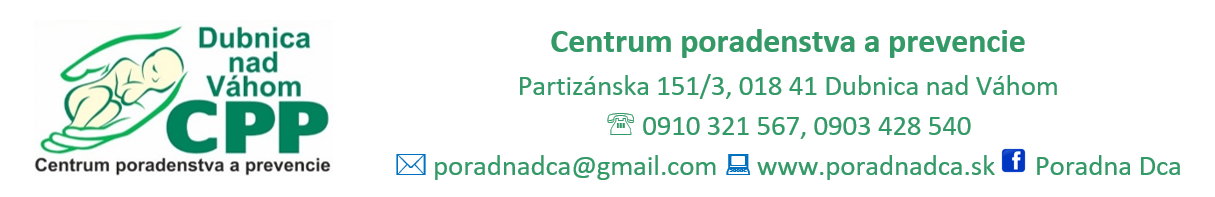 Dubnica
nad
Váhom
CPP
Centrum poradenstva a prevencie
Centrum poradenstva a prevencie
Partizánska 151/3, 018 41 Dubnica nad Váhom
☏ 0910 321 567, 0903 428 540
✉ poradnadca@gmail.com 💻 www.poradnadca.sk f Poradna Dca